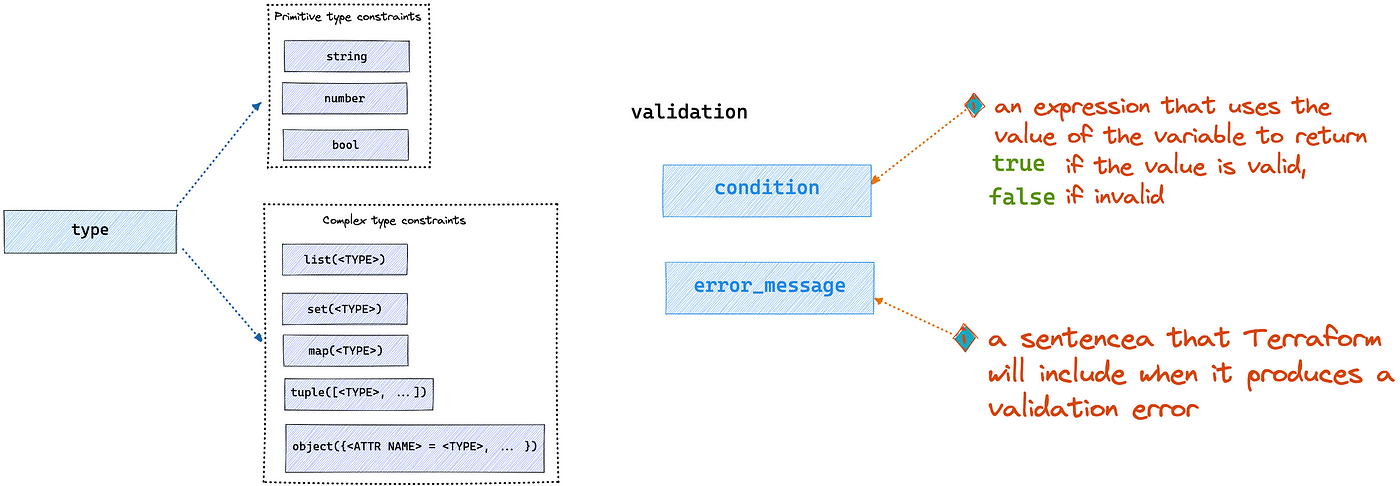 Primitive type constraints
string
number
bool
type
Complex type constraints
list(<TYPE>)
set(<TYPE>)
map(<TYPE>)
tuple([<TYPE>, ...])
object({<ATTR NAME> = <TYPE>, ... })
validation
condition
error_message
an expression that uses the
value of the variable to return
true if the value is valid,
false if invalid
a sentencea that Terraform
will include when it produces a
validation error